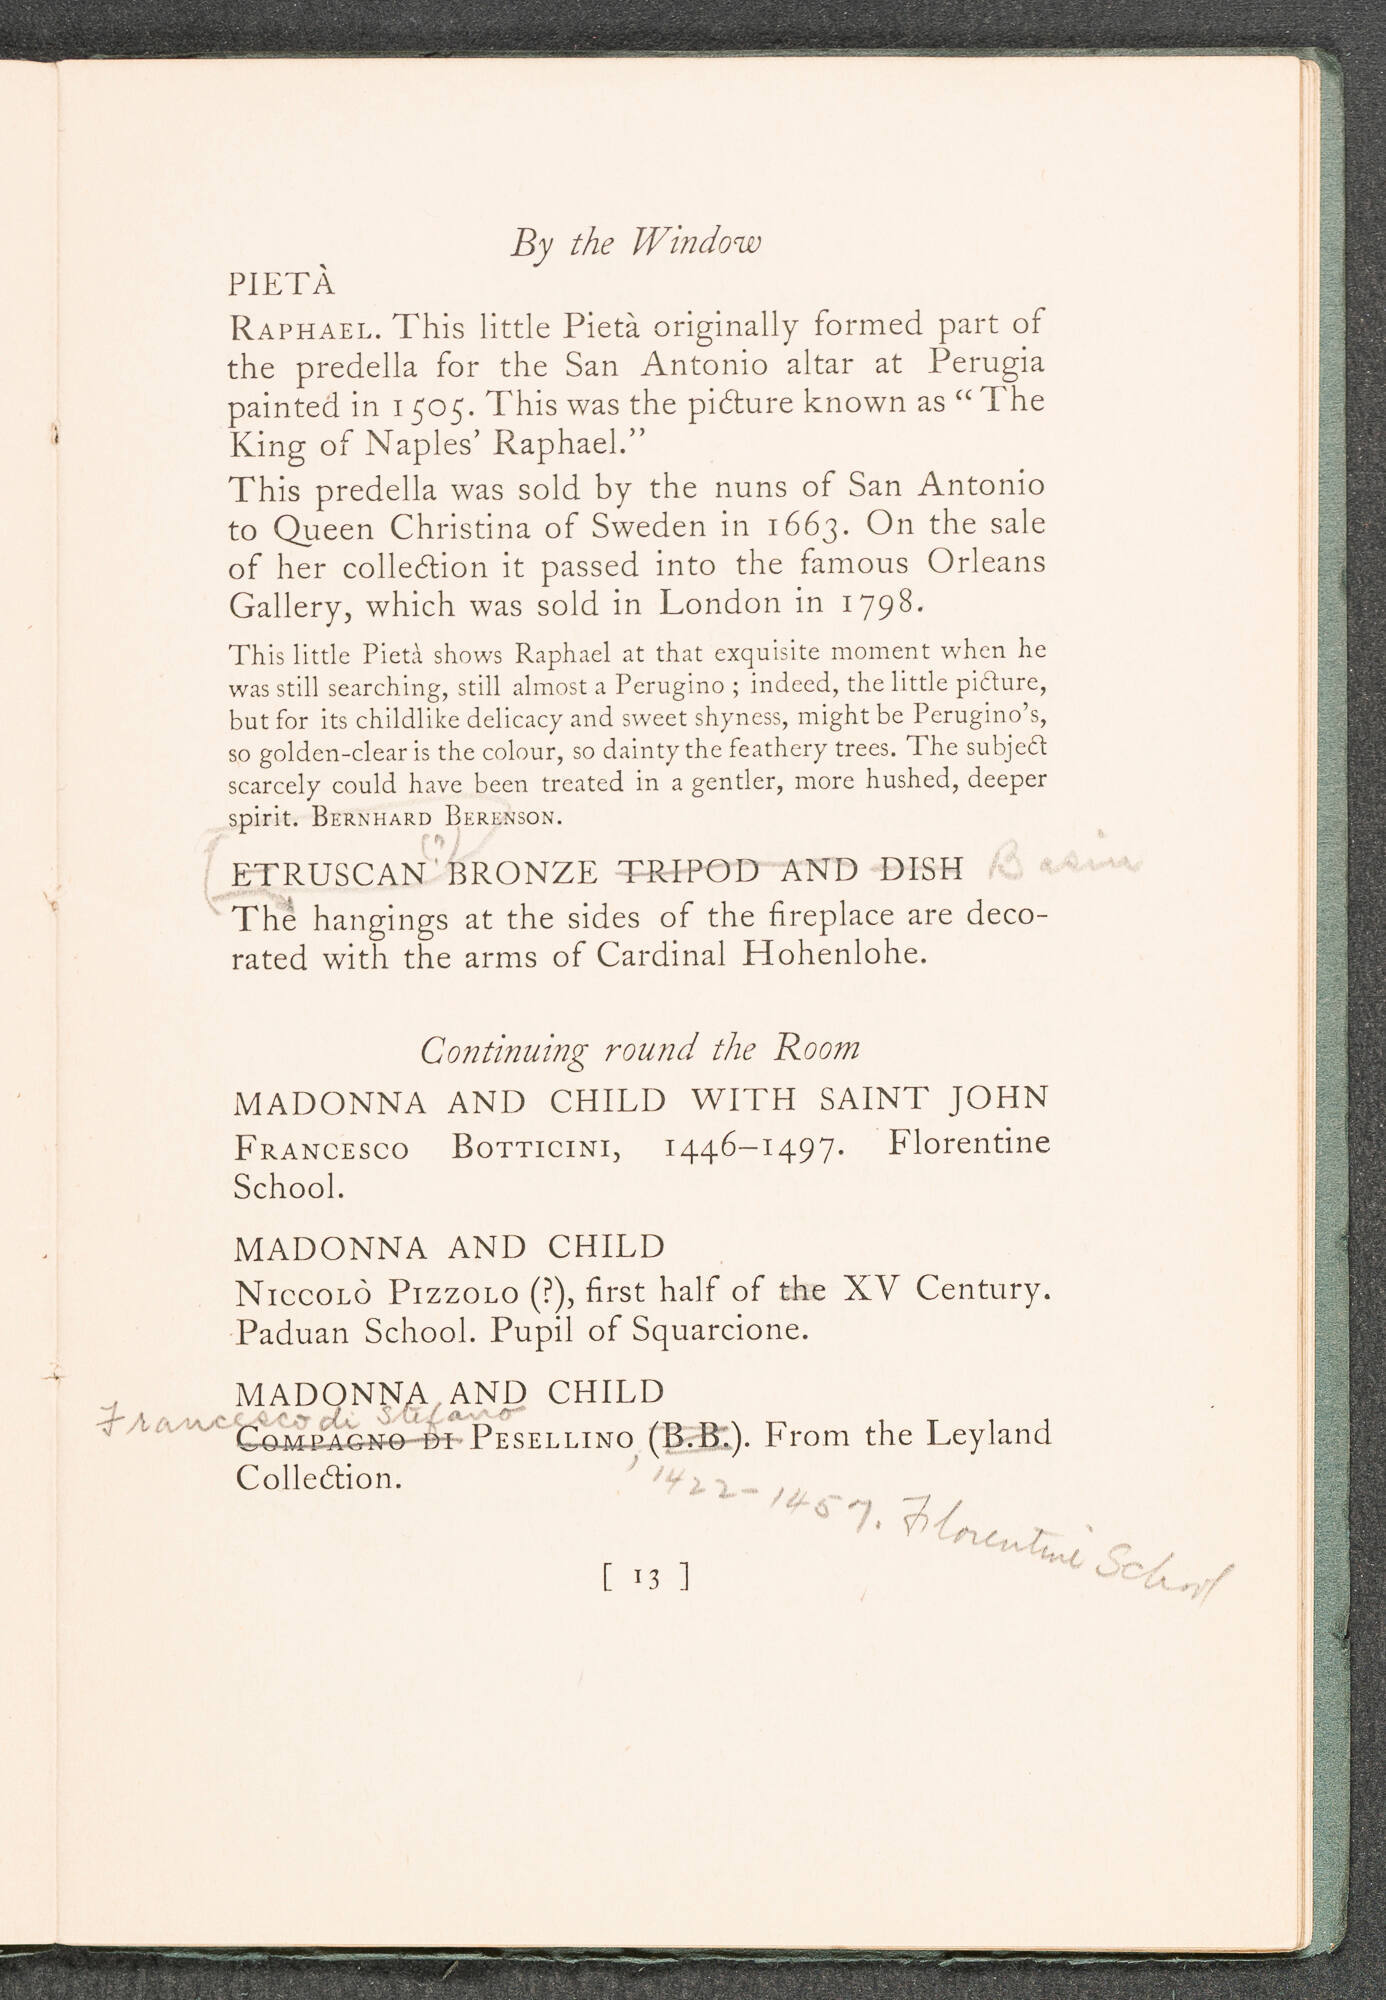 By the Window
PIETÀ
RAPHAEL. This little Pietà originally formed part of
the predella for the San Antonio altar at Perugia
painted in 1505. This was the picture known as “The
King of Naples’ Raphael.”
This predella was sold by the nuns of San Antonio
to Queen Christina of Sweden in 1663. On the sale
of her collection it passed into the famous Orleans
Gallery, which was sold in London in 1798.
This little Pietà shows Raphael at that exquisite moment when he
was still searching, still almost a Perugino; indeed, the little picture,
but for its childlike delicacy and sweet shyness, might be Perugino’s,
so golden-clear is the colour, so dainty the feathery trees. The subject
scarcely could have been treated in a gentler, more hushed, deeper
spirit. BERNHARD BERENSON.
(?)
ETRUSCAN BRONZE TRIPOD AND DISH Basin
The hangings at the sides of the fireplace are deco-
rated with the arms of Cardinal Hohenlohe.
Continuing round the Room
MADONNA AND CHILD WITH SAINT JOHN
FRANCESCO BOTTICINI, 1446–1497. Florentine
School.
MADONNA AND CHILD
NICCOLÒ PIZZOLO (?), first half of the XV Century.
Paduan School. Pupil of Squarcione.
MADONNA AND CHILD
Francesco di Stefano
COMPAGNO DI PESELLINO (B.B.). From the Leyland
Collection.
, 1422–1457. Florentine School
[ 13 ]